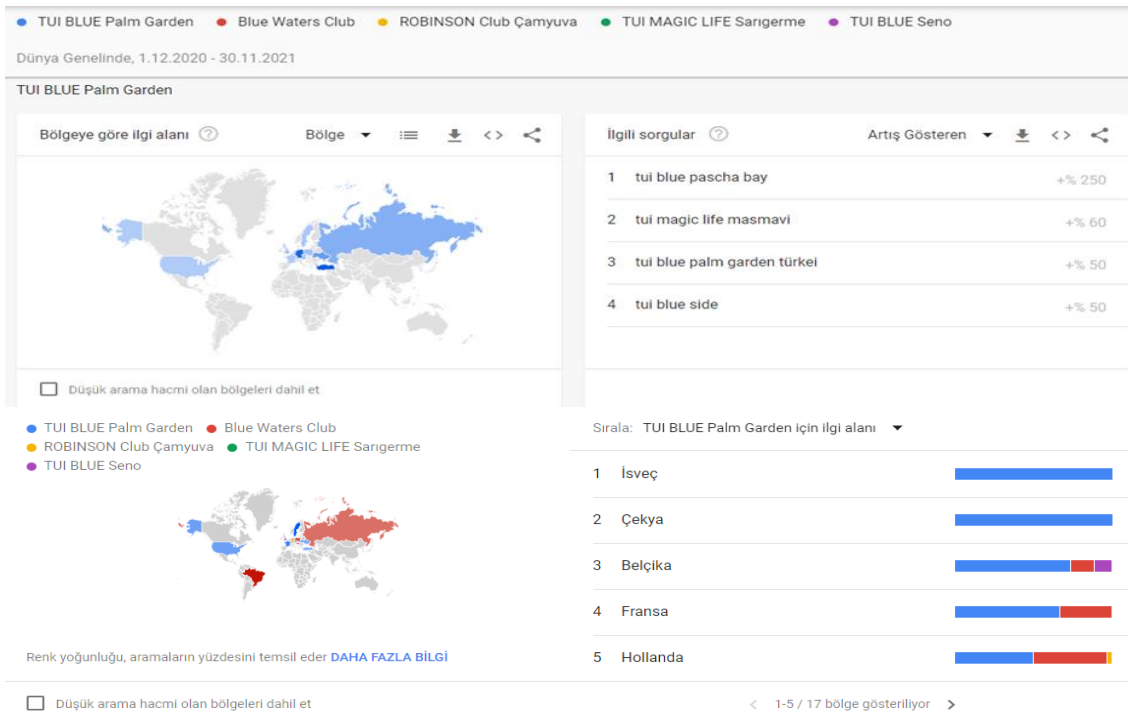 TUI BLUE Palm Garden Blue Waters Club ROBINSON Club Çamyuva TUI MAGIC LIFE Sarıgerme TUI BLUE Seno
Dünya Genelinde, 1.12.2020 - 30.11.2021
TUI BLUE Palm Garden
Bölgeye göre ilgi alanı ? Bölge
İlgili sorgular ? Artış Gösteren
1 tui blue pascha bay +% 250
2 tui magic life masmavi +% 60
3 tui blue palm garden türkei +% 50
4 tui blue side +% 50
Düşük arama hacmi olan bölgeleri dahil et
TUI BLUE Palm Garden Blue Waters Club
ROBINSON Club Çamyuva TUI MAGIC LIFE Sarıgerme
TUI BLUE Seno
Renk yoğunluğu, aramaların yüzdesini temsil eder DAHA FAZLA BİLGİ
Düşük arama hacmi olan bölgeleri dahil et
Sırala: TUI BLUE Palm Garden için ilgi alanı
1 İsveç
2 Çekya
3 Belçika
4 Fransa
5 Hollanda
1-5 / 17 bölge gösteriliyor